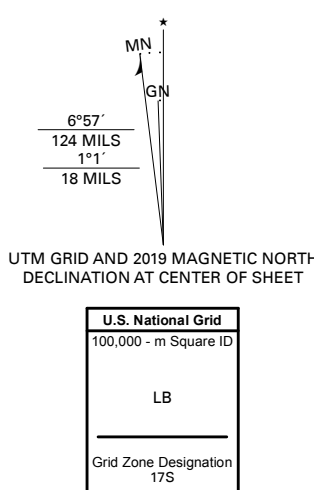 MN
GN
6°57´
124 MILS
1°1´
18 MILS
UTM GRID AND 2019 MAGNETIC NORTH
DECLINATION AT CENTER OF SHEET
U.S. National Grid
100,000 - m Square ID
LB
Grid Zone Designation
17S